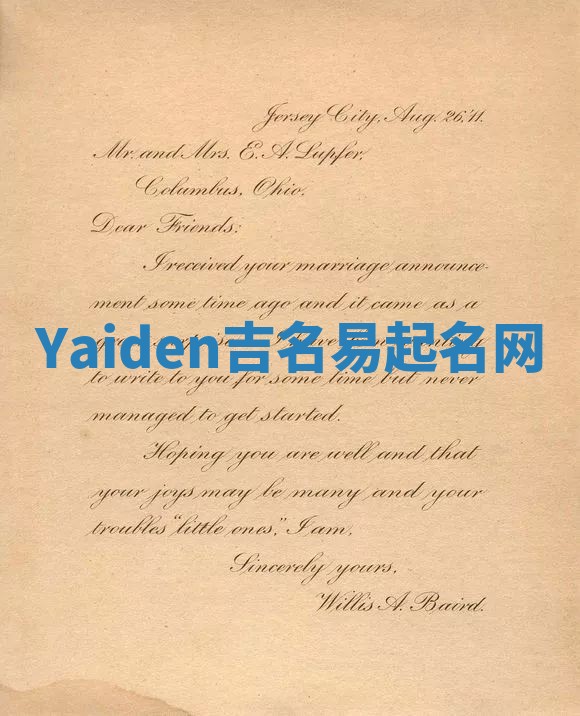 Jersey City, Aug. 26, '11.
Mr. and Mrs. E. A. Lupfer,
Columbus, Ohio.
Dear Friends:
I received your marriage announce-
ment some time ago and it came as a
Yaiden吉名易起名网
to write to you for some time but never
managed to get started.
Hoping you are well and that
your joys may be many and your
troubles "little ones," I am,
Sincerely yours,
Willis A. Baird.